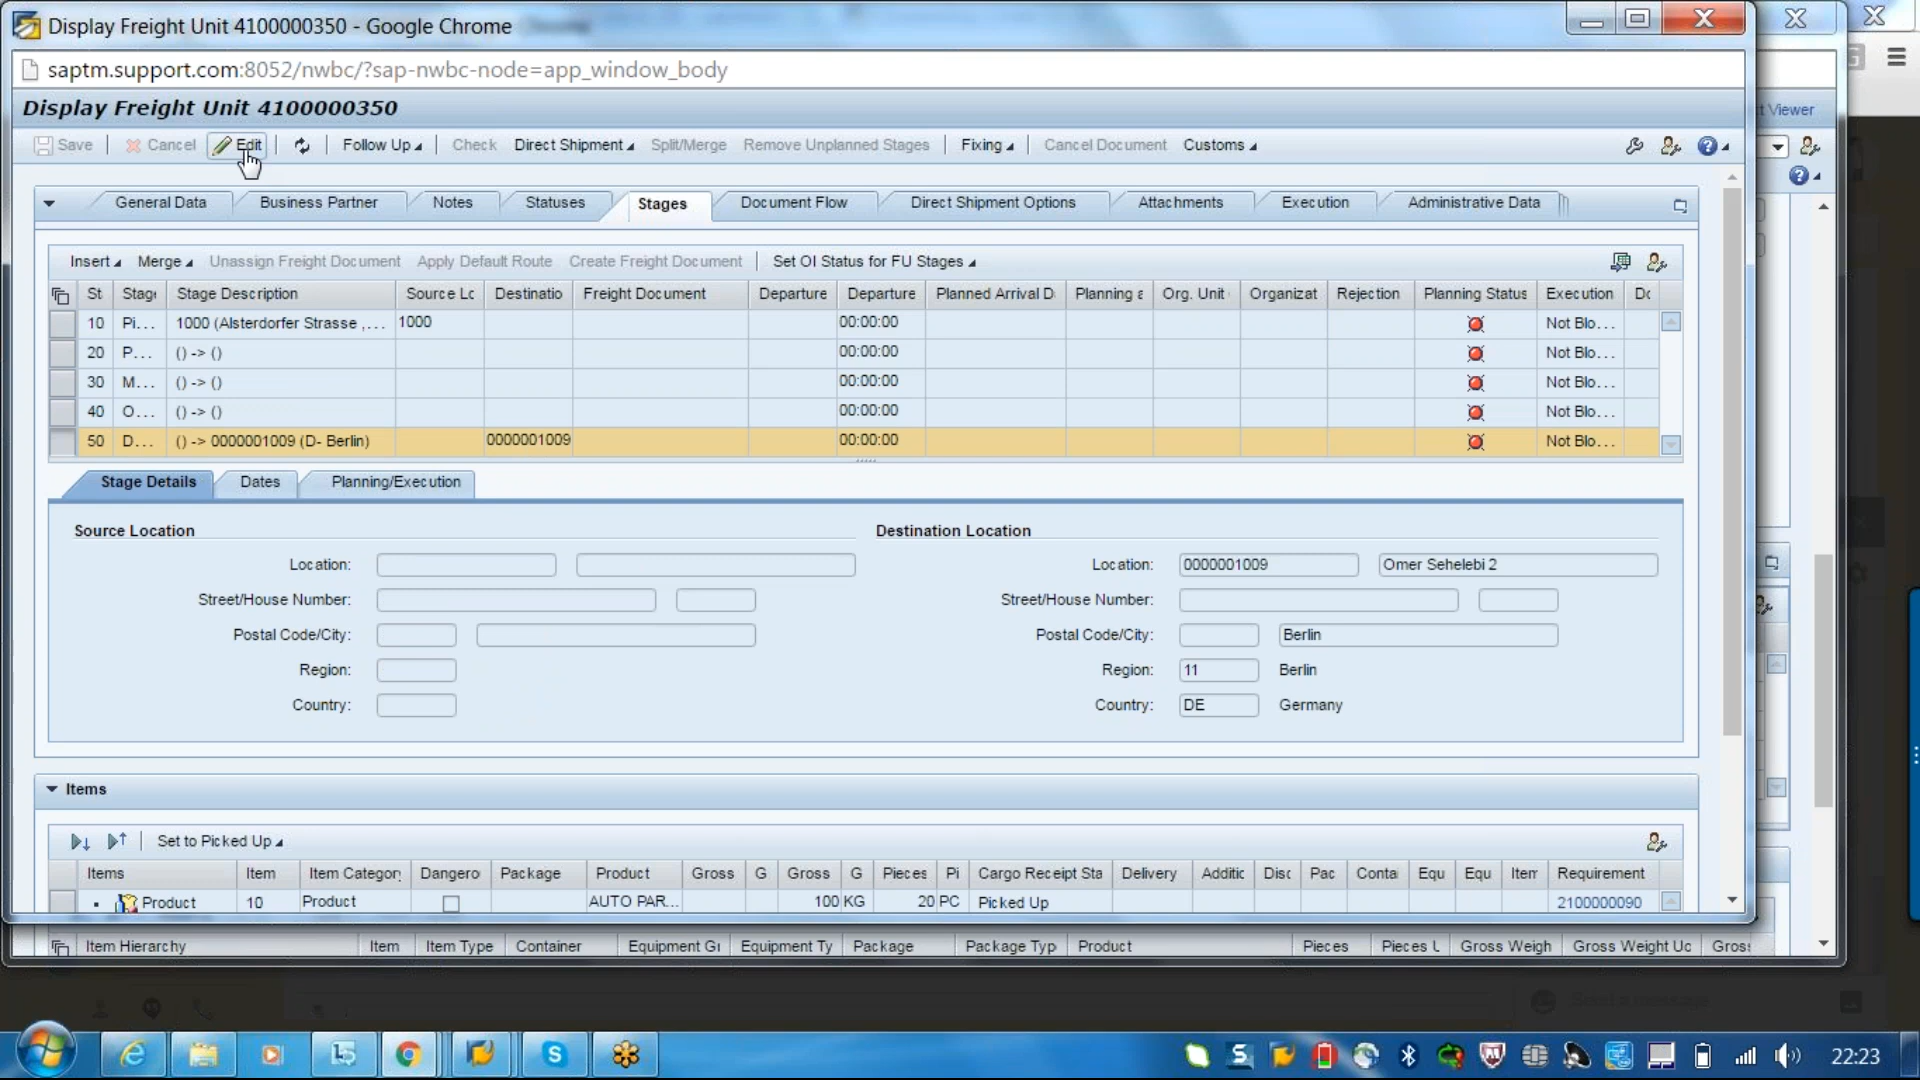 Display Freight Unit 4100000350 - Google Chrome
saptm.support.com:8052/nwbc/?sap-nwbc-node=app_window_body
Display Freight Unit 4100000350
Save Cancel Edit Follow Up Check Direct Shipment Split/Merge Remove Unplanned Stages Fixing Cancel Document Customs
t Viewer
General Data Business Partner Notes Statuses Stages Document Flow Direct Shipment Options Attachments Execution Administrative Data
Insert Merge Unassign Freight Document Apply Default Route Create Freight Document Set OI Status for FU Stages
St Stag Stage Description Source Lc Destinatio Freight Document Departure Departure Planned Arrival D Planning a Org. Unit Organizat Rejection Planning Status Execution Dc
10 Pi... 1000 (Alsterdorfer Strasse ,... 1000 00:00:00 Not Blo...
20 P... () -> () 00:00:00 Not Blo...
30 M... () -> () 00:00:00 Not Blo...
40 O... () -> () 00:00:00 Not Blo...
50 D... () -> 0000001009 (D- Berlin) 0000001009 00:00:00 Not Blo...
Stage Details Dates Planning/Execution
Source Location Destination Location
Location: Location: 0000001009 Omer Sehelebi 2
Street/House Number: Street/House Number:
Postal Code/City: Postal Code/City: Berlin
Region: Region: 11 Berlin
Country: Country: DE Germany
Items
Set to Picked Up
Items Item Item Categor Dangero Package Product Gross G Gross G Pieces Pi Cargo Receipt Sta Delivery Additic Disc Pac Conta Equ Equ Item Requirement
Product 10 Product AUTO PAR... 100 KG 20 PC Picked Up 2100000090
Item Hierarchy Item Item Type Container Equipment Gr Equipment Ty Package Package Typ Product Pieces Pieces U Gross Weigh Gross Weight Uc Gross
22:23